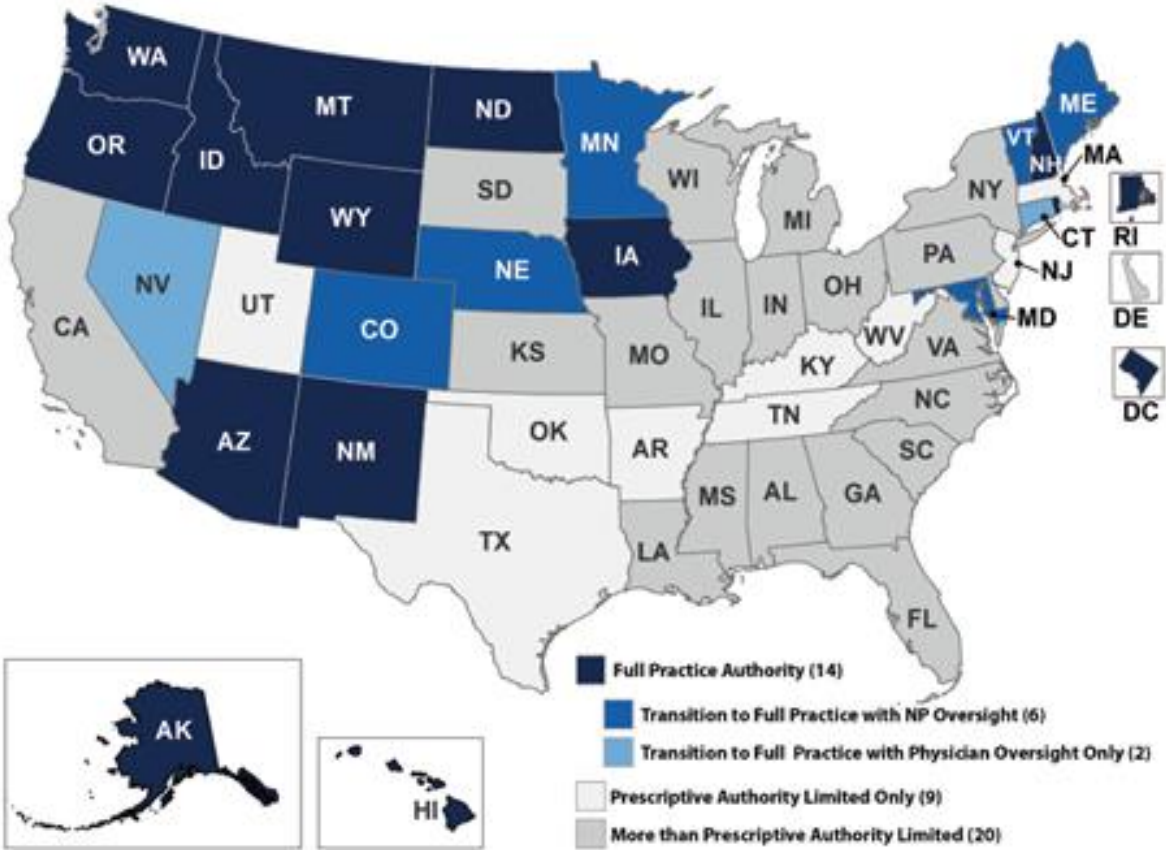 WA
MT
ND
MN
ME
OR
ID
VT
NH
MA
SD
WI
NY
WY
MI
RI
CT
IA
PA
NE
NJ
NV
UT
OH
IL
IN
DE
CA
CO
MD
WV
VA
KS
MO
KY
NC
DC
TN
OK
AZ
NM
AR
SC
MS
AL
GA
TX
LA
FL
AK
HI
Full Practice Authority (14)
Transition to Full Practice with NP Oversight (6)
Transition to Full Practice with Physician Oversight Only (2)
Prescriptive Authority Limited Only (9)
More than Prescriptive Authority Limited (20)